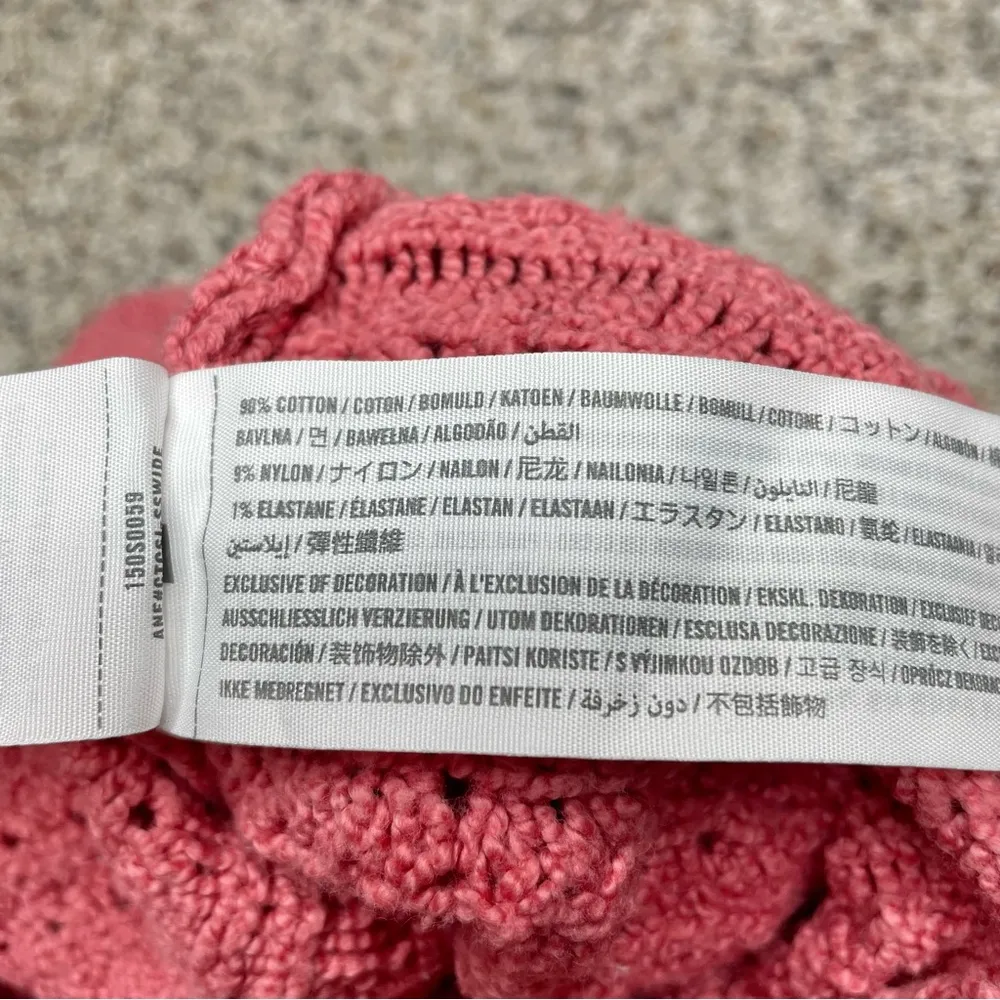 90% COTTON / COTON / BOMULD / KATOEN / BAUMWOLLE / BOMULL / COTONE / コットン / ALGODÓN /
BAVLNA / 면 / BAWEŁNA / ALGODÃO / القطن
9% NYLON / ナイロン / NAILON / 尼龙 / NAILONIA / 나일론 / النايلون / 尼龍
1% ELASTANE / ÉLASTANE / ELASTAN / ELASTAAN / エラスタン / ELASTANO / 氨纶 / ELASTAANIA /
إيلاستين / 彈性纖維
EXCLUSIVE OF DECORATION / À L'EXCLUSION DE LA DÉCORATION / EKSKL. DEKORATION / EXCLUSIEF
AUSSCHLIESSLICH VERZIERUNG / UTOM DEKORATIONEN / ESCLUSA DECORAZIONE / 装飾を除く /
DECORACIÓN / 装饰物除外 / PAITSI KORISTE / S VÝJIMKOU OZDOB / 고급 장식 / OPRÓCZ
IKKE MEDREGNET / EXCLUSIVO DO ENFEITE / دون زخرفة / 不包括飾物
150S0059